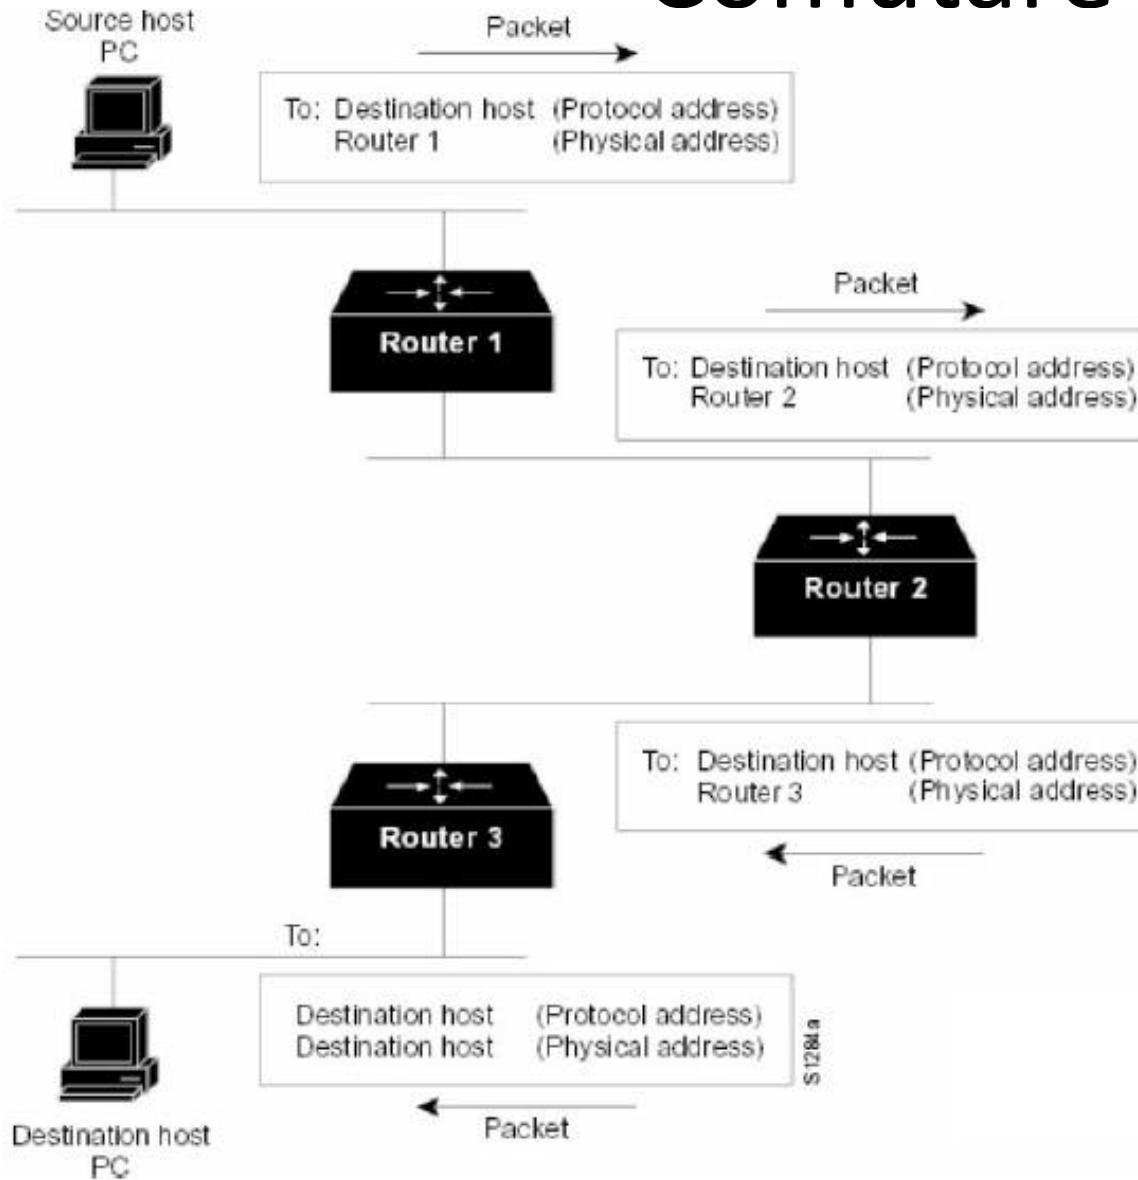 Comutare
Source host
PC
Packet
To: Destination host (Protocol address)
Router 1 (Physical address)
Router 1
Packet
To: Destination host (Protocol address)
Router 2 (Physical address)
Router 2
To: Destination host (Protocol address)
Router 3 (Physical address)
Packet
Router 3
To:
Destination host (Protocol address)
Destination host (Physical address)
S1284a
Packet
Destination host
PC